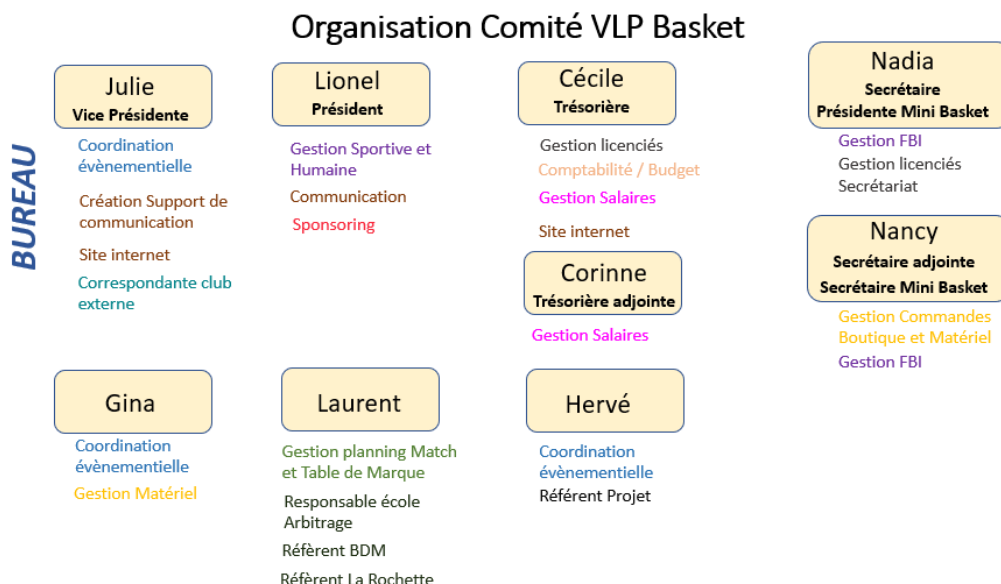 Organisation Comité VLP Basket
BUREAU
Julie
Vice Présidente
Coordination
évènementielle
Création Support de
communication
Site internet
Correspondante club
externe
Lionel
Président
Gestion Sportive et
Humaine
Communication
Sponsoring
Cécile
Trésorière
Gestion licenciés
Comptabilité / Budget
Gestion Salaires
Site internet
Corinne
Trésorière adjointe
Gestion Salaires
Nadia
Secrétaire
Présidente Mini Basket
Gestion FBI
Gestion licenciés
Secrétariat
Nancy
Secrétaire adjointe
Secrétaire Mini Basket
Gestion Commandes
Boutique et Matériel
Gestion FBI
Gina
Coordination
évènementielle
Gestion Matériel
Laurent
Gestion planning Match
et Table de Marque
Responsable école
Arbitrage
Réfèrent BDM
Réfèrent La Rochette
Hervé
Coordination
évènementielle
Référent Projet